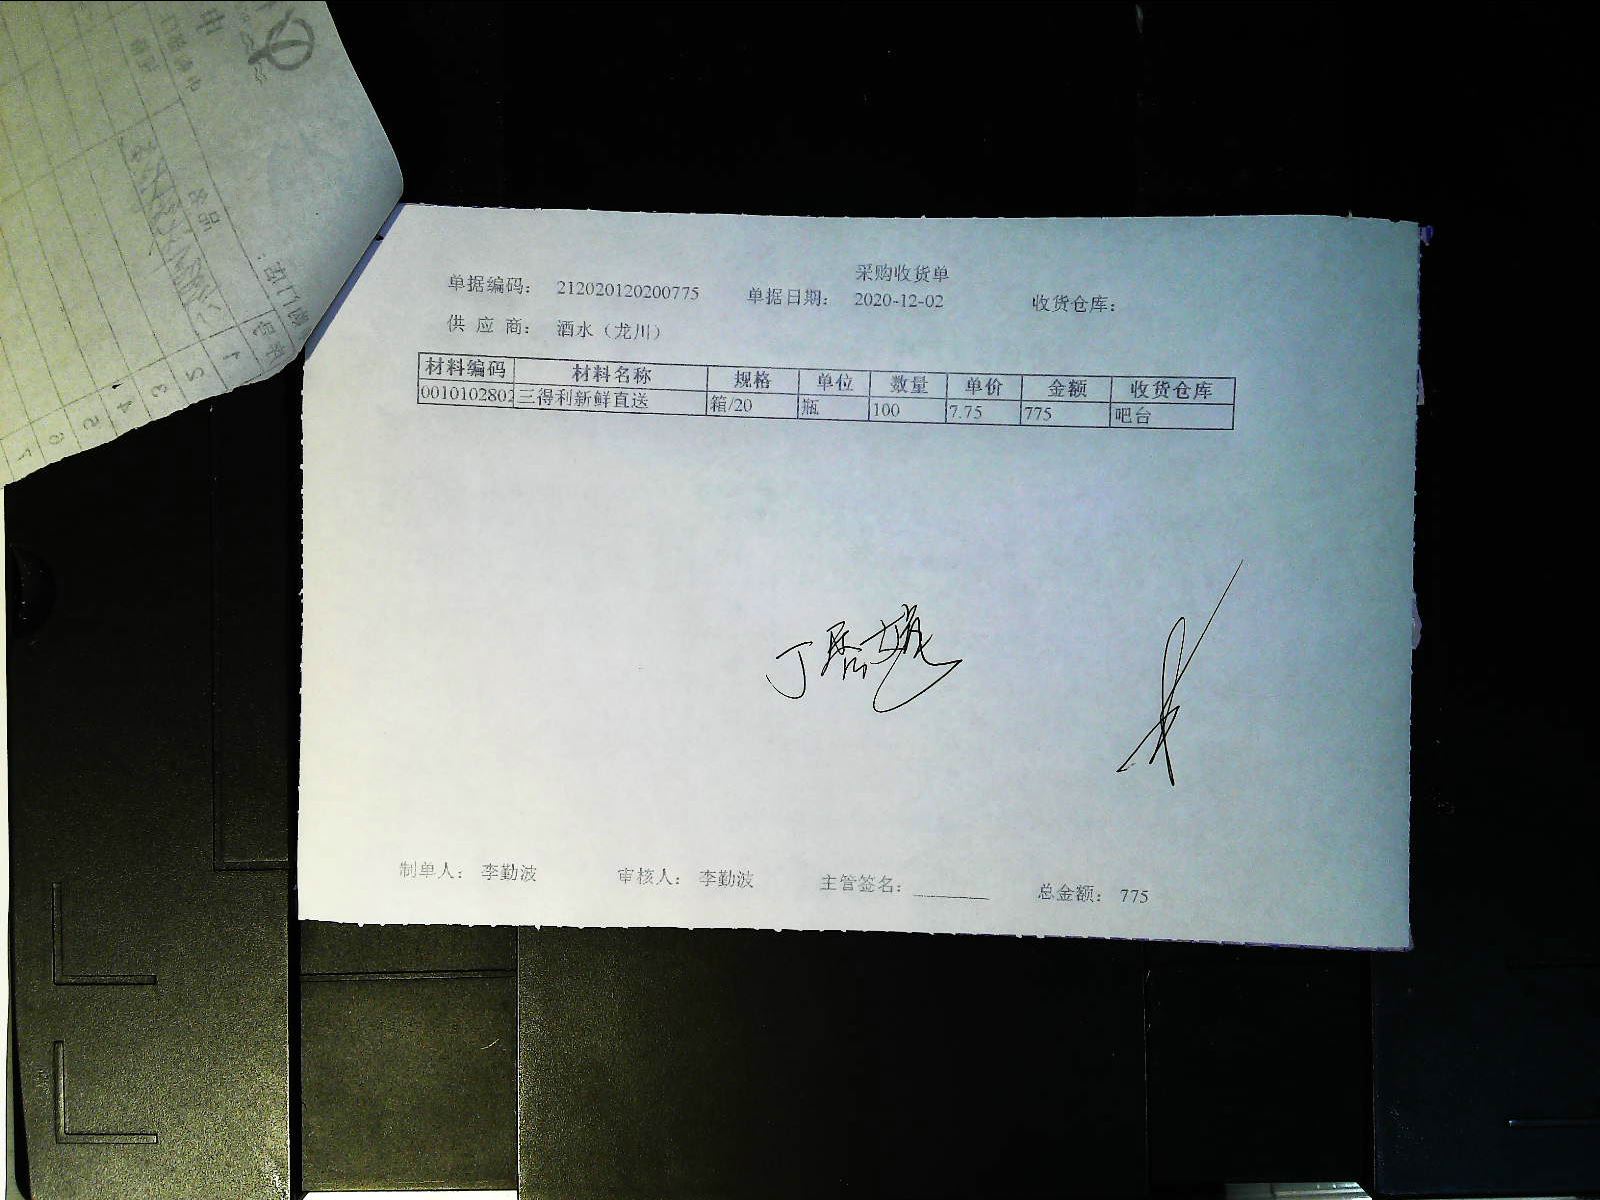 采购收货单
单据编码： 212020120200775 单据日期： 2020-12-02 收货仓库：
供 应 商： 酒水（龙川）
材料编码 材料名称 规格 单位 数量 单价 金额 收货仓库
0010102802 三得利新鲜直送 箱/20 瓶 100 7.75 775 吧台
制单人： 李勤波 审核人： 李勤波 主管签名： 总金额： 775